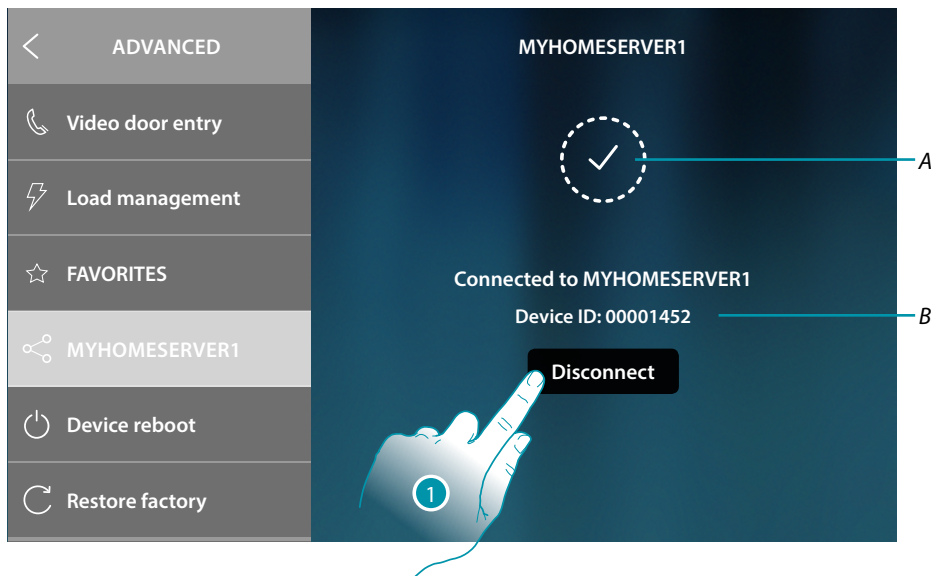 ADVANCED
Video door entry
Load management
FAVORITES
MYHOMESERVER1
Device reboot
Restore factory
MYHOMESERVER1
A
Connected to MYHOMESERVER1
Device ID: 00001452
B
Disconnect
1